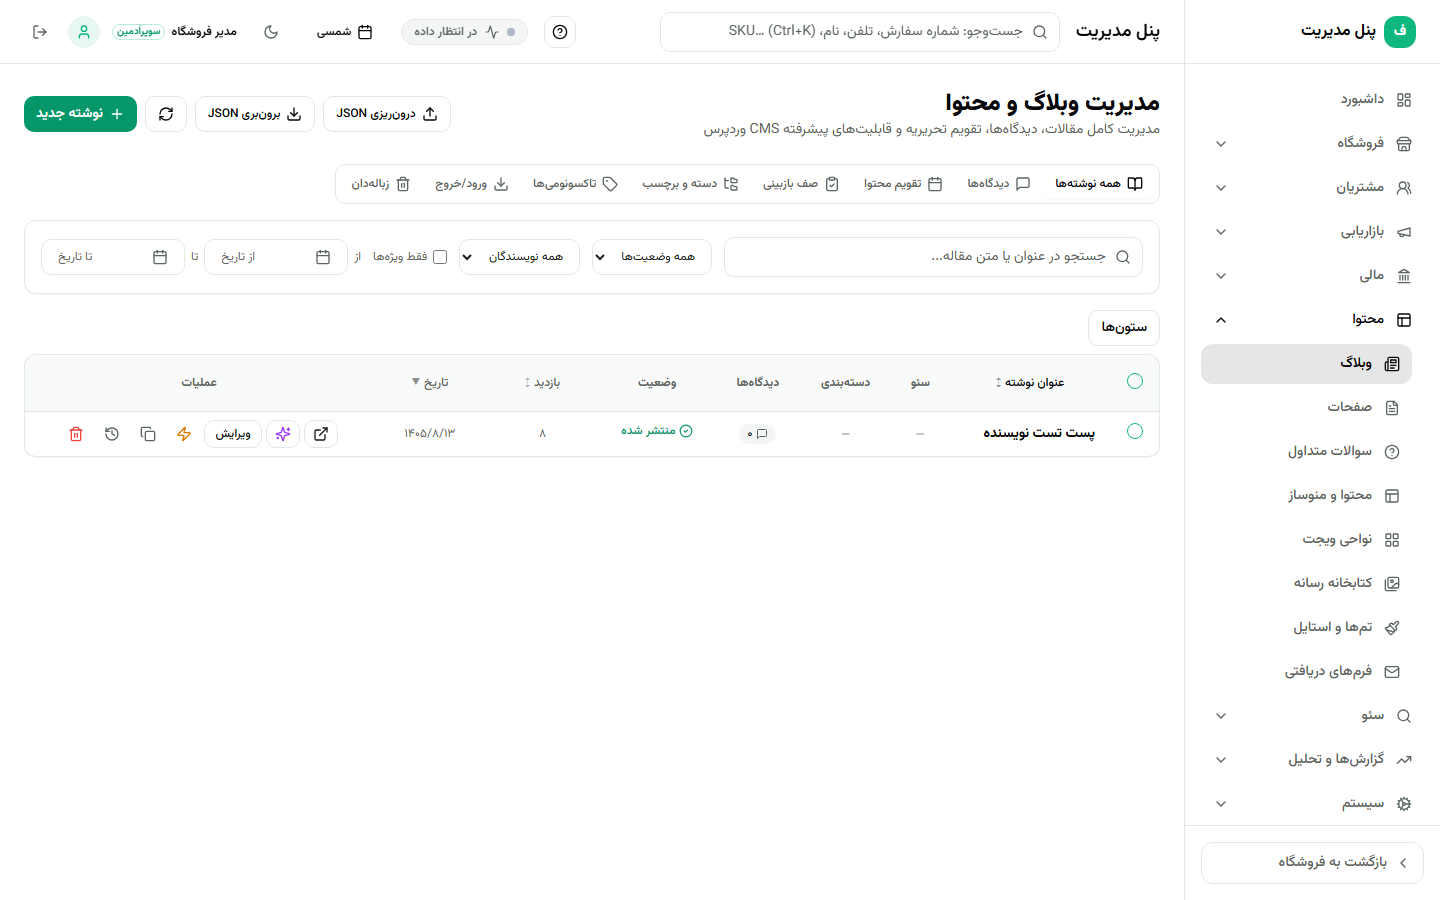 ف
پنل مدیریت
داشبورد
فروشگاه
مشتریان
بازاریابی
مالی
محتوا
وبلاگ
صفحات
سوالات متداول
محتوا و منوساز
نواحی ویجت
کتابخانه رسانه
تم‌ها و استایل
فرم‌های دریافتی
سئو
گزارش‌ها و تحلیل
سیستم
بازگشت به فروشگاه
پنل مدیریت
جست‌وجو: شماره سفارش، تلفن، نام، SKU… (Ctrl+K)
در انتظار داده
شمسی
مدیر فروشگاه
سوپرادمین
مدیریت وبلاگ و محتوا
مدیریت کامل مقالات، دیدگاه‌ها، تقویم تحریریه و قابلیت‌های پیشرفته CMS وردپرس
درون‌ریزی JSON
برون‌بری JSON
نوشته جدید
همه نوشته‌ها
دیدگاه‌ها
تقویم محتوا
صف بازبینی
دسته و برچسب
تاکسونومی‌ها
ورود/خروج
زباله‌دان
جستجو در عنوان یا متن مقاله...
همه وضعیت‌ها
همه نویسندگان
فقط ویژه‌ها
از
از تاریخ
تا
تا تاریخ
ستون‌ها
عنوان نوشته ↕
سئو
دسته‌بندی
دیدگاه‌ها
وضعیت
بازدید ↕
تاریخ ▼
عملیات
پست تست نویسنده
—
—
۰
منتشر شده
۸
۱۴۰۵/۸/۱۳
ویرایش